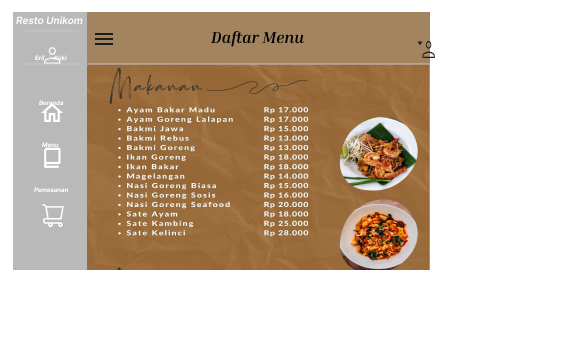 Resto Unikom
Daftar Menu
Beranda
Menu
Pemesanan
Makanan
• Ayam Bakar Madu Rp 17.000
• Ayam Goreng Lalapan Rp 17.000
• Bakmi Jawa Rp 15.000
• Bakmi Rebus Rp 13.000
• Bakmi Goreng Rp 13.000
• Ikan Goreng Rp 18.000
• Ikan Bakar Rp 18.000
• Magelangan Rp 14.000
• Nasi Goreng Biasa Rp 15.000
• Nasi Goreng Sosis Rp 16.000
• Nasi Goreng Seafood Rp 20.000
• Sate Ayam Rp 18.000
• Sate Kambing Rp 25.000
• Sate Kelinci Rp 28.000